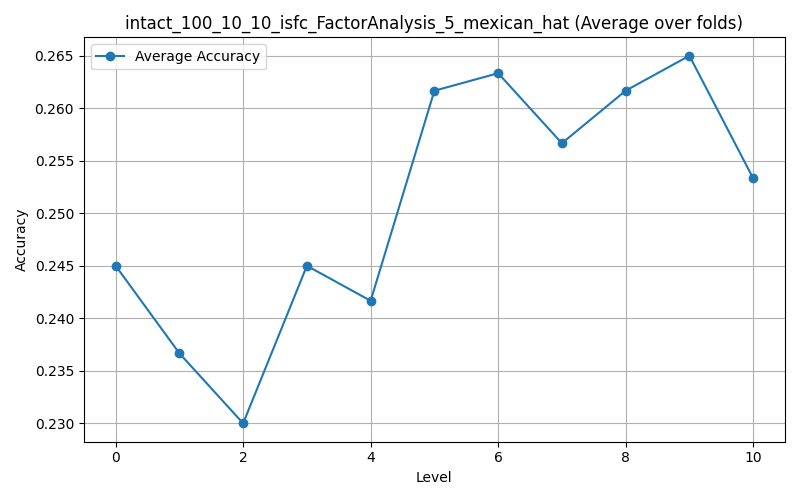 intact_100_10_10_isfc_FactorAnalysis_5_mexican_hat (Average over folds)
Average Accuracy
0.265
0.260
0.255
0.250
0.245
0.240
0.235
0.230
Accuracy
0 2 4 6 8 10
Level